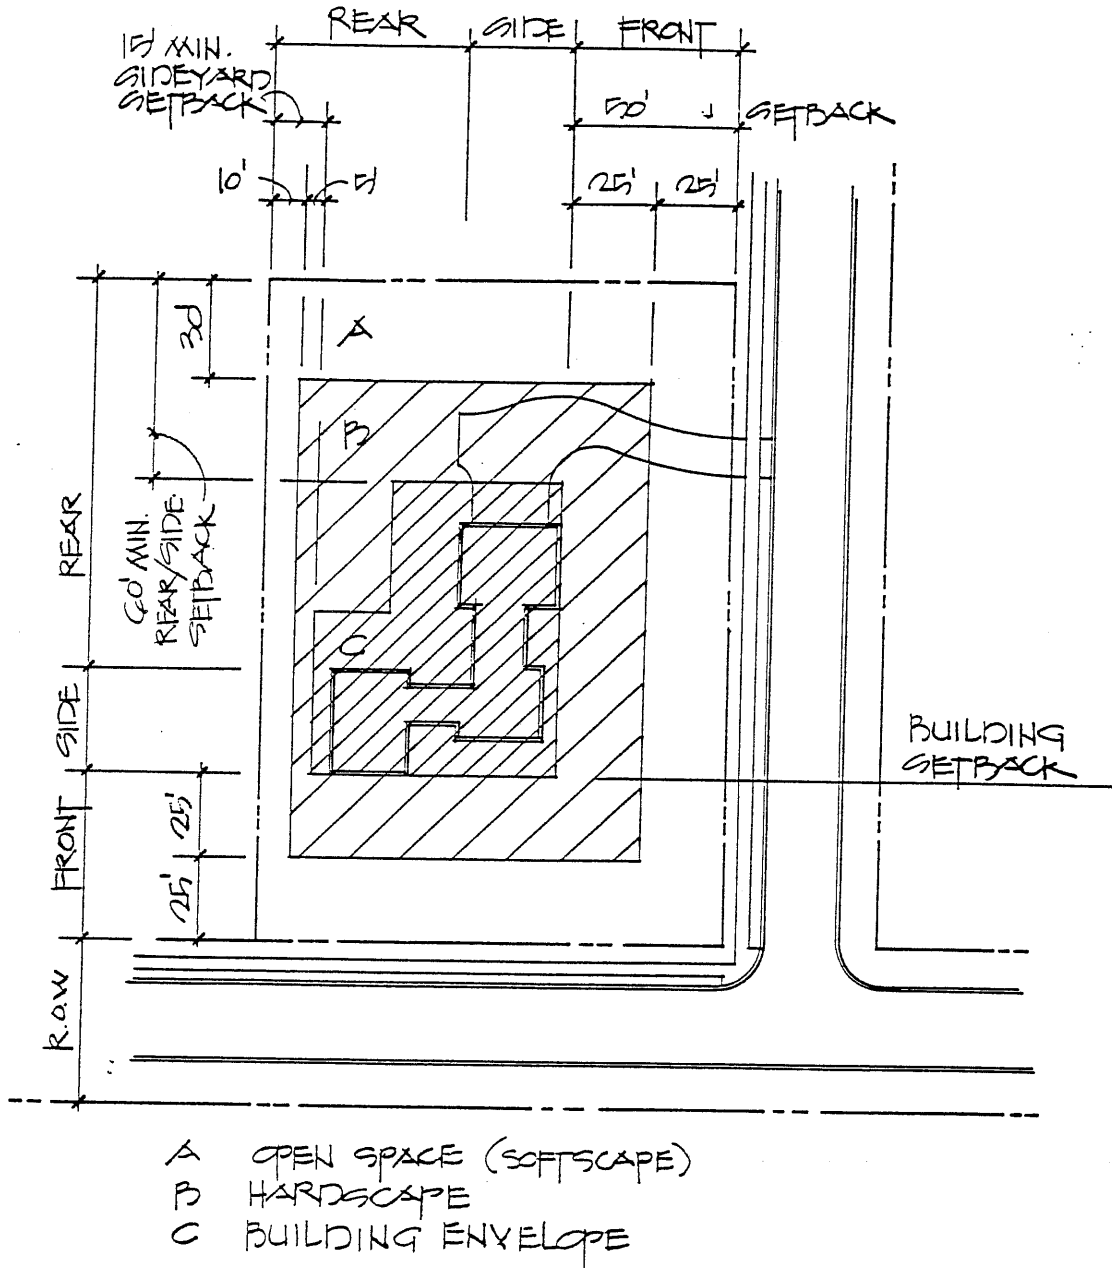 REAR
SIDE
FRONT
15' MIN.
SIDEYARD
SETBACK
50'
SETBACK
10'
5'
25'
25'
30'
A
B
C
REAR
60' MIN.
REAR/SIDE
SETBACK
SIDE
FRONT
25'
25'
R.O.W
BUILDING
SETBACK
A OPEN SPACE (SOFTSCAPE)
B HARDSCAPE
C BUILDING ENVELOPE